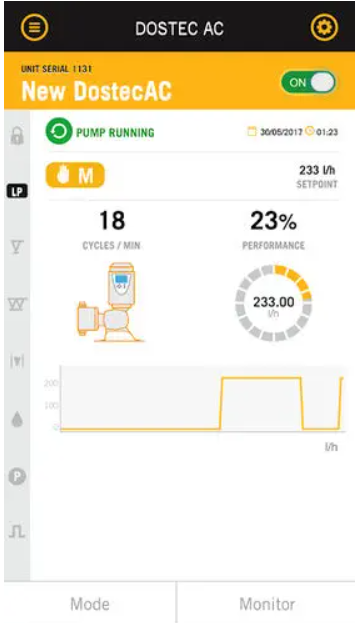 DOSTEC AC
UNIT SERIAL 1131
New DostecAC
ON
PUMP RUNNING
30/05/2017 01:23
M
233 l/h
SETPOINT
LP
18
23%
CYCLES / MIN
PERFORMANCE
233.00
l/h
200
100
0
l/h
P
Mode
Monitor